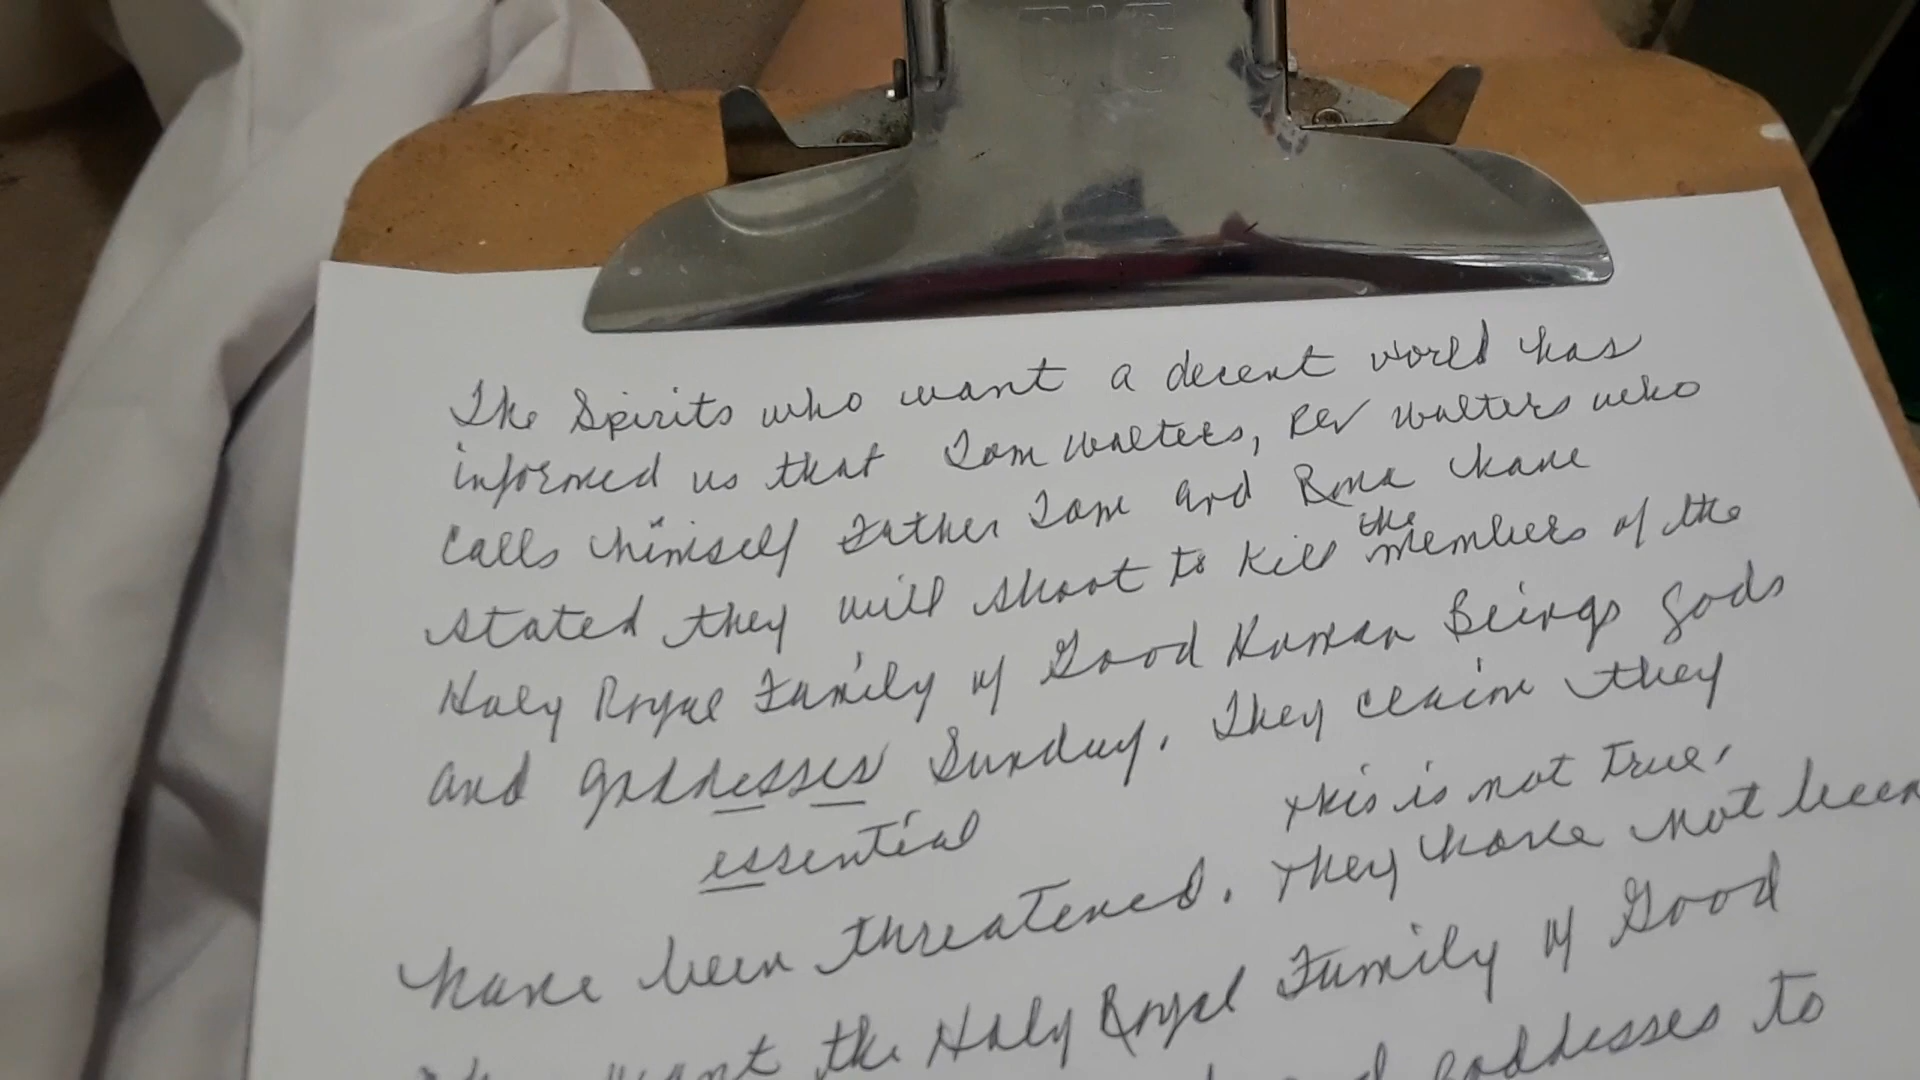 The Spirits who want a decent world has
informed us that Tom Walters, Rev Walters who
calls himself Father Tom and Rona have
stated they will shoot to kill the members of the
Holy Royal Family of Good Human Beings gods
and goddesses Sunday. They claim they
essential this is not true.
have been threatened. They have not been
want the Holy Royal Family of Good
goddesses to